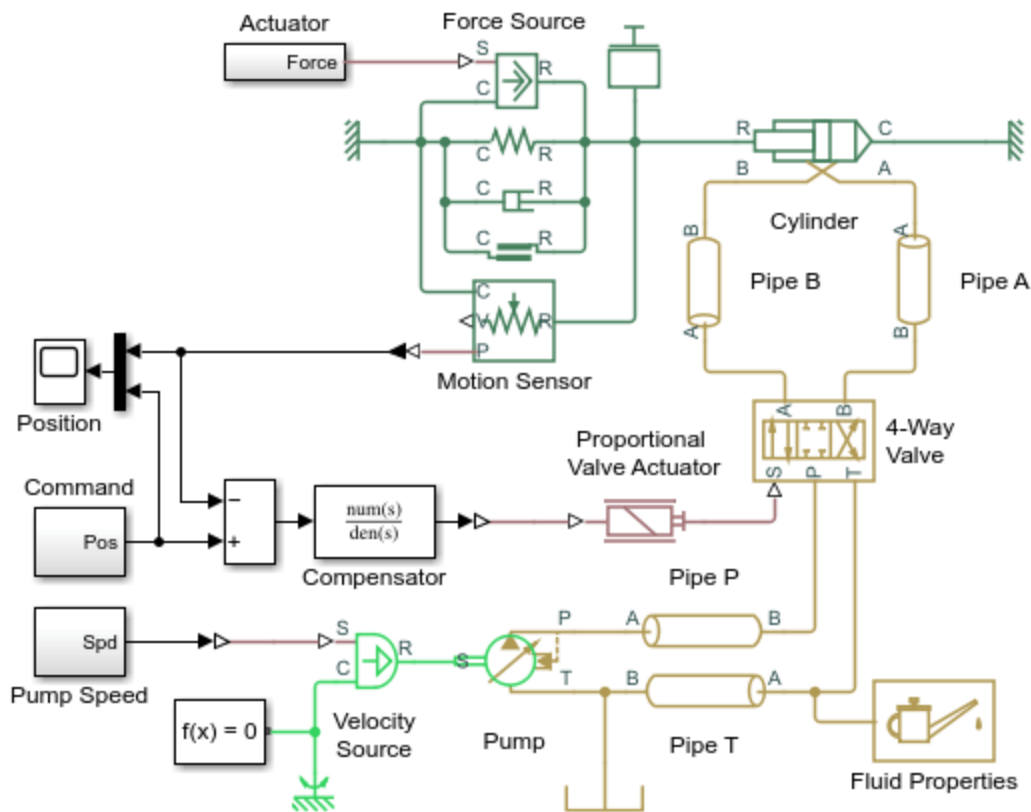 Actuator
Force
Force Source
S
R
C
C
R
C
R
C
R
C
V
R
P
Motion Sensor
R
C
B
A
Cylinder
B
A
Pipe B
Pipe A
A
B
Position
Command
Pos
−
+
num(s)
den(s)
Compensator
Proportional
Valve Actuator
A
B
S
P
T
4-Way
Valve
Pipe P
Spd
Pump Speed
S
C
R
f(x) = 0
Velocity
Source
S
P
T
Pump
A
B
B
A
Pipe T
Fluid Properties